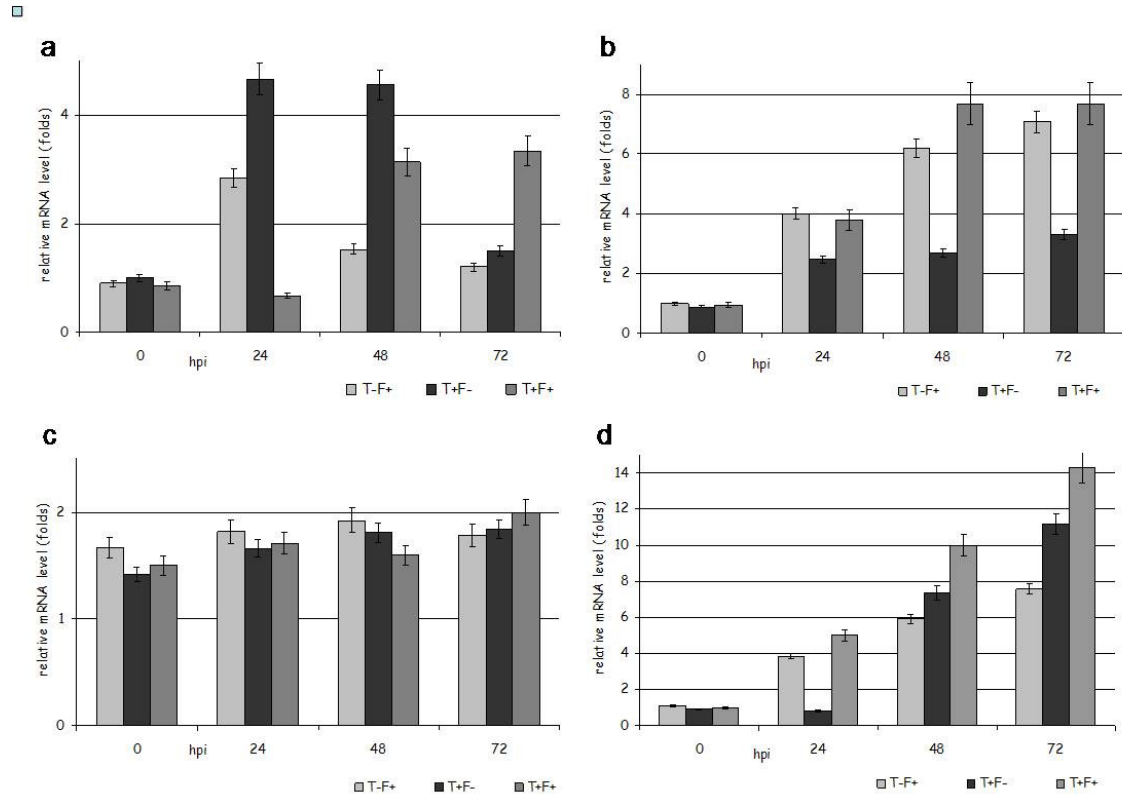 a
relative mRNA level (folds)
4
2
0
0 24 48 72
hpi
T-F+ T+F- T+F+
b
relative mRNA level (folds)
8
6
4
2
0
0 24 48 72
hpi
T-F+ T+F- T+F+
c
relative mRNA level (folds)
2
1
0
0 24 48 72
hpi
T-F+ T+F- T+F+
d
relative mRNA level (folds)
14
12
10
8
6
4
2
0
0 24 48 72
hpi
T-F+ T+F- T+F+